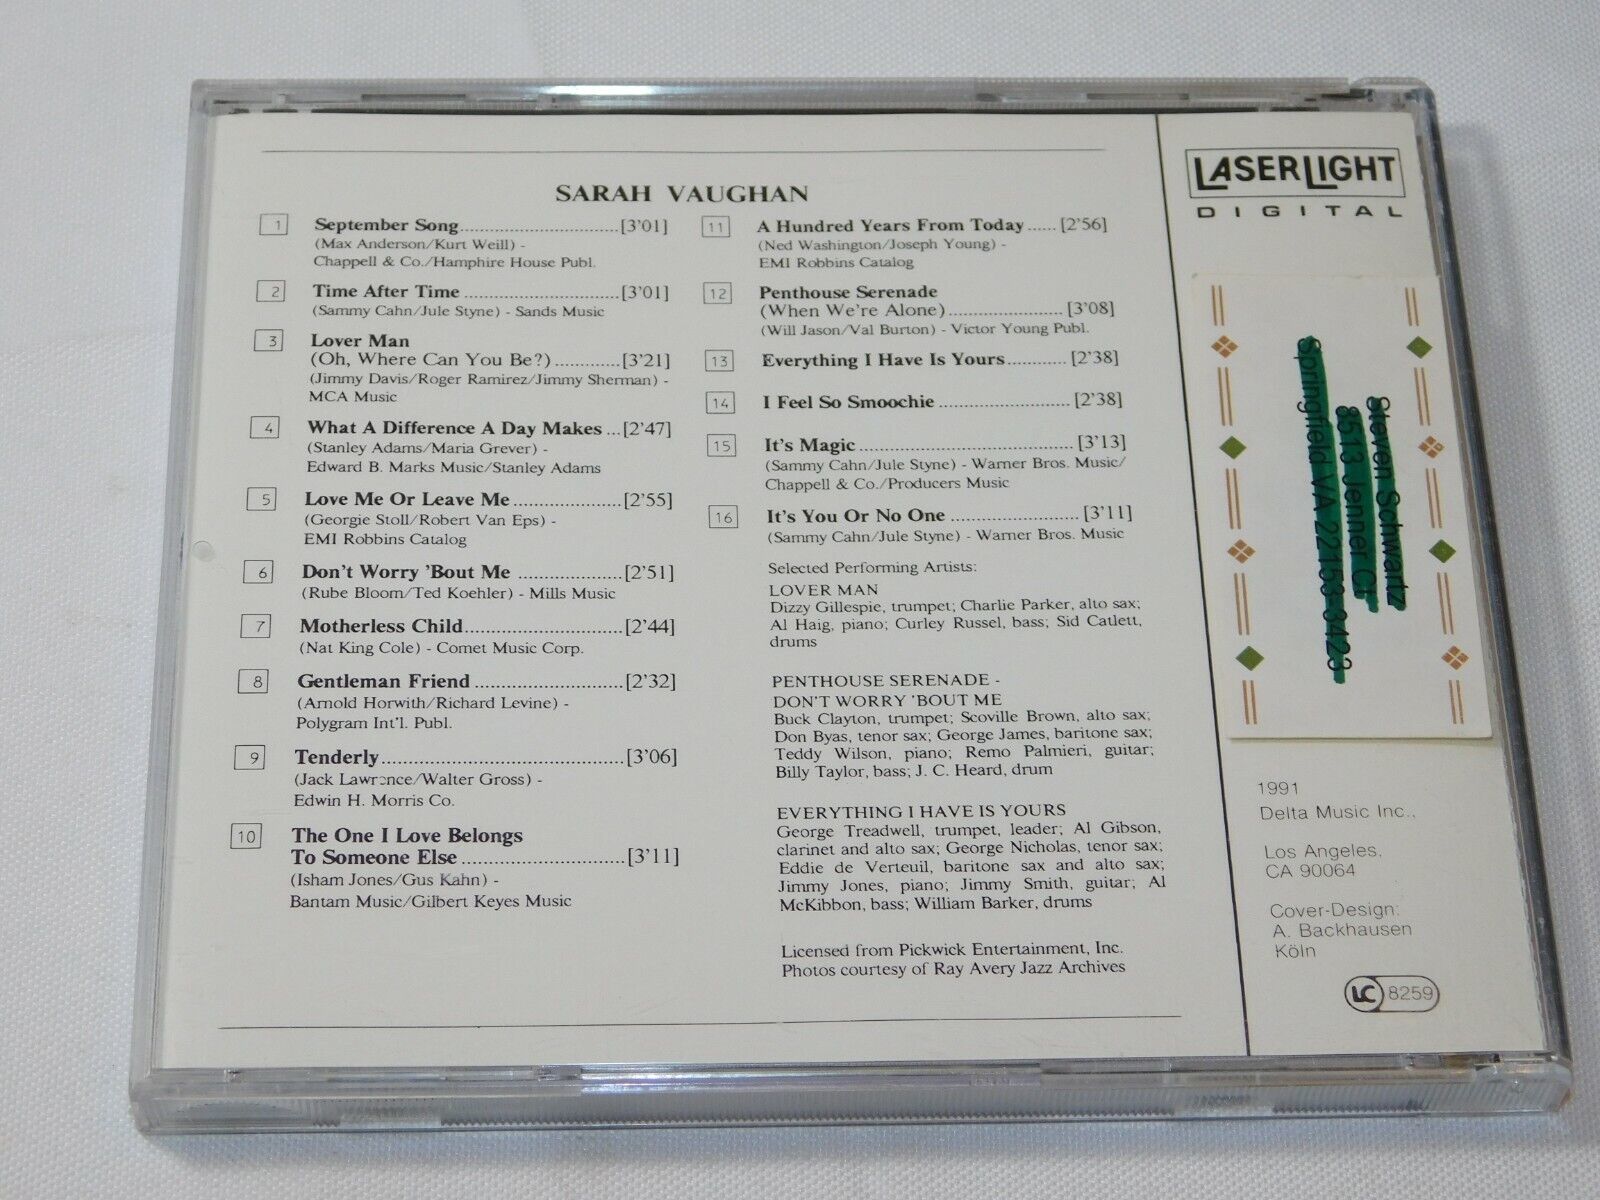 SARAH VAUGHAN
1 September Song [3'01]
(Max Anderson/Kurt Weill) -
Chappell & Co./Hamphire House Publ.
2 Time After Time [3'01]
(Sammy Cahn/Jule Styne) - Sands Music
3 Lover Man
(Oh, Where Can You Be?) [3'21]
(Jimmy Davis/Roger Ramirez/Jimmy Sherman) -
MCA Music
4 What A Difference A Day Makes ...[2'47]
(Stanley Adams/Maria Grever) -
Edward B. Marks Music/Stanley Adams
5 Love Me Or Leave Me [2'55]
(Georgie Stoll/Robert Van Eps) -
EMI Robbins Catalog
6 Don't Worry 'Bout Me [2'51]
(Rube Bloom/Ted Koehler) - Mills Music
7 Motherless Child [2'44]
(Nat King Cole) - Comet Music Corp.
8 Gentleman Friend [2'32]
(Arnold Horwith/Richard Levine) -
Polygram Int'l. Publ.
9 Tenderly [3'06]
(Jack Lawrence/Walter Gross) -
Edwin H. Morris Co.
10 The One I Love Belongs
To Someone Else [3'11]
(Isham Jones/Gus Kahn) -
Bantam Music/Gilbert Keyes Music
11 A Hundred Years From Today ...... [2'56]
(Ned Washington/Joseph Young) -
EMI Robbins Catalog
12 Penthouse Serenade
(When We're Alone) [3'08]
(Will Jason/Val Burton) - Victor Young Publ.
13 Everything I Have Is Yours [2'38]
14 I Feel So Smoochie [2'38]
15 It's Magic [3'13]
(Sammy Cahn/Jule Styne) - Warner Bros. Music/
Chappell & Co./Producers Music
16 It's You Or No One [3'11]
(Sammy Cahn/Jule Styne) - Warner Bros. Music
Selected Performing Artists:
LOVER MAN
Dizzy Gillespie, trumpet; Charlie Parker, alto sax;
Al Haig, piano; Curley Russel, bass; Sid Catlett,
drums
PENTHOUSE SERENADE -
DON'T WORRY 'BOUT ME
Buck Clayton, trumpet; Scoville Brown, alto sax;
Don Byas, tenor sax; George James, baritone sax;
Teddy Wilson, piano; Remo Palmieri, guitar;
Billy Taylor, bass; J. C. Heard, drum
EVERYTHING I HAVE IS YOURS
George Treadwell, trumpet, leader; Al Gibson,
clarinet and alto sax; George Nicholas, tenor sax;
Eddie de Verteuil, baritone sax and alto sax;
Jimmy Jones, piano; Jimmy Smith, guitar; Al
McKibbon, bass; William Barker, drums
Licensed from Pickwick Entertainment, Inc.
Photos courtesy of Ray Avery Jazz Archives
LASERLIGHT
DIGITAL
1991
Delta Music Inc.,
Los Angeles,
CA 90064
Cover-Design:
A. Backhausen
Köln
LC 8259